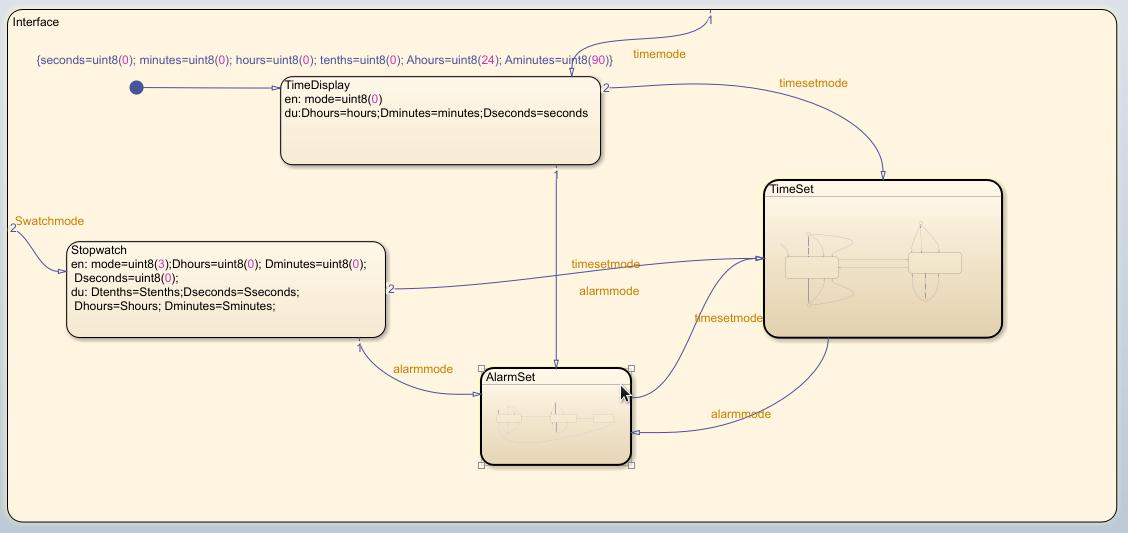 Interface
1
timemode
{seconds=uint8(0); minutes=uint8(0); hours=uint8(0); tenths=uint8(0); Ahours=uint8(24); Aminutes=uint8(90)}
TimeDisplay
en: mode=uint8(0)
du:Dhours=hours;Dminutes=minutes;Dseconds=seconds
2
timesetmode
1
TimeSet
Swatchmode
2
Stopwatch
en: mode=uint8(3);Dhours=uint8(0); Dminutes=uint8(0);
Dseconds=uint8(0);
du: Dtenths=Stenths;Dseconds=Sseconds;
Dhours=Shours; Dminutes=Sminutes;
2
timesetmode
alarmmode
timesetmode
1
alarmmode
AlarmSet
alarmmode